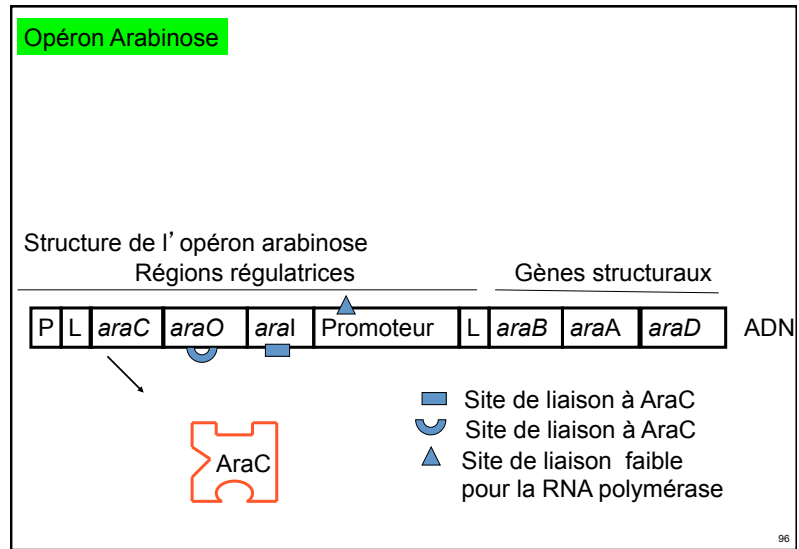 Opéron Arabinose
Structure de l’opéron arabinose
Régions régulatrices
Gènes structuraux
P L araC araO araI Promoteur L araB araA araD ADN
AraC
Site de liaison à AraC
Site de liaison à AraC
Site de liaison faible
pour la RNA polymérase
96